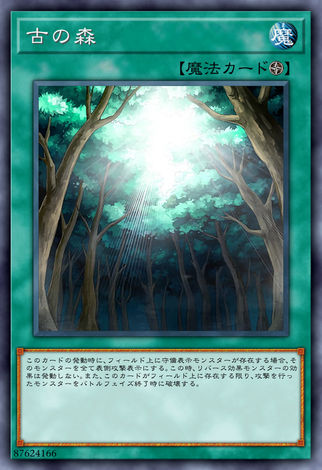 古の森
魔
【魔法カード】
このカードの発動時に、フィールド上に守備表示モンスターが存在する場合、そ
のモンスターを全て表側攻撃表示にする。この時、リバース効果モンスターの効
果は発動しない。また、このカードがフィールド上に存在する限り、攻撃を行っ
たモンスターをバトルフェイズ終了時に破壊する。
87624166